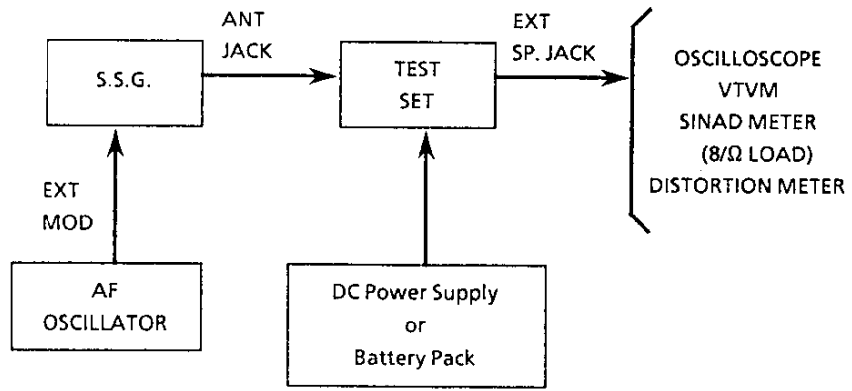 ANT
JACK
S.S.G.
TEST
SET
EXT
SP. JACK
OSCILLOSCOPE
VTVM
SINAD METER
(8/Ω LOAD)
DISTORTION METER
EXT
MOD
AF
OSCILLATOR
DC Power Supply
or
Battery Pack